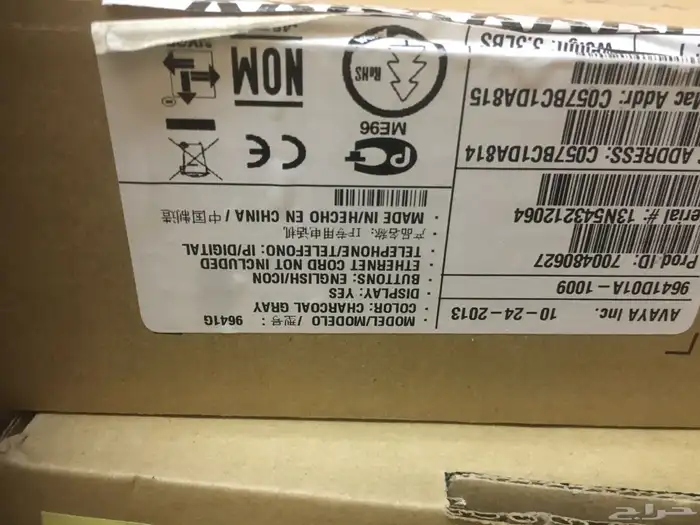 AVAYA Inc. 10-24-2013
9641D01A-1009
Prod.ID: 700480627
erial #: 13N543212064
ADDRESS: C057BC1DA814
ac Addr: C057BC1DA815
· MODEL/MODELO /型号: 9641G
· COLOR: CHARCOAL GRAY
· DISPLAY: YES
· BUTTONS: ENGLISH/ICON
· ETHERNET CORD NOT INCLUDED
· TELEPHONE/TELEFONO: IP/DIGITAL
· 产品名称: IP专用电话机
· MADE IN/HECHO EN CHINA / 中国制造
ME96
CE
RoHS
NOM
حراج